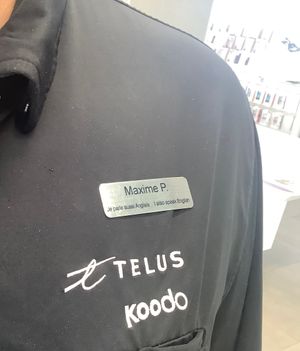 Maxime P.
Je parle aussi Anglais . I also speak English
TELUS
Koodo